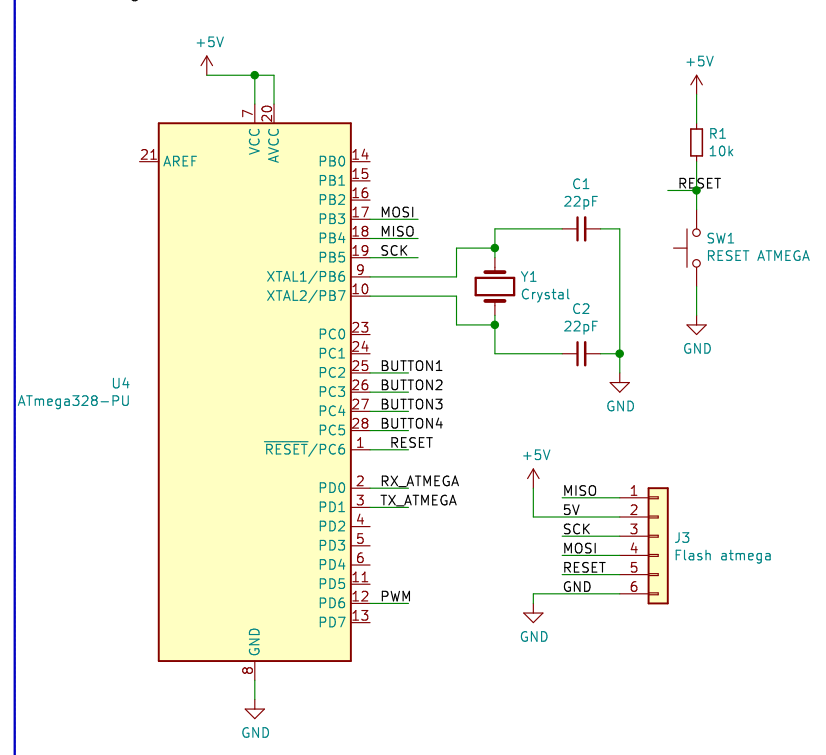 +5V
7
20
VCC
AVCC
21
AREF
PB0
14
PB1
15
PB2
16
PB3
17
MOSI
PB4
18
MISO
PB5
19
SCK
XTAL1/PB6
9
XTAL2/PB7
10
PC0
23
PC1
24
PC2
25
BUTTON1
PC3
26
BUTTON2
PC4
27
BUTTON3
PC5
28
BUTTON4
RESET/PC6
1
RESET
PD0
2
RX_ATMEGA
PD1
3
TX_ATMEGA
PD2
4
PD3
5
PD4
6
PD5
11
PD6
12
PWM
PD7
13
U4
ATmega328-PU
GND
8
GND
C1
22pF
Y1
Crystal
C2
22pF
GND
+5V
R1
10k
RESET
SW1
RESET ATMEGA
GND
+5V
MISO
1
5V
2
SCK
3
MOSI
4
RESET
5
GND
6
J3
Flash atmega
GND